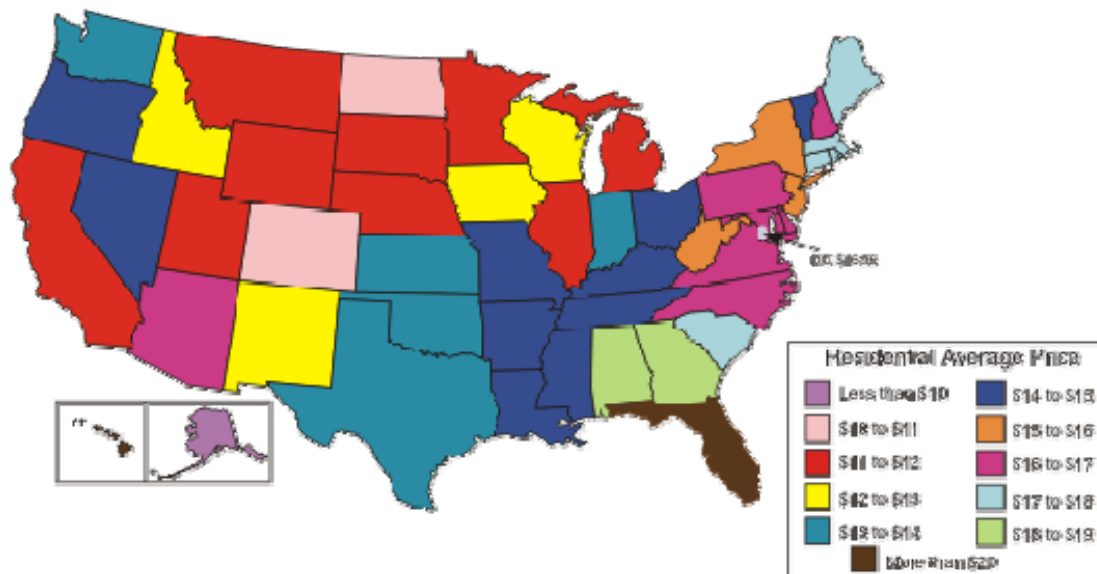 Residential Average Price
Less than $10
$10 to $11
$11 to $12
$12 to $13
$13 to $14
$14 to $15
$15 to $16
$16 to $17
$17 to $18
$18 to $19
More than $20